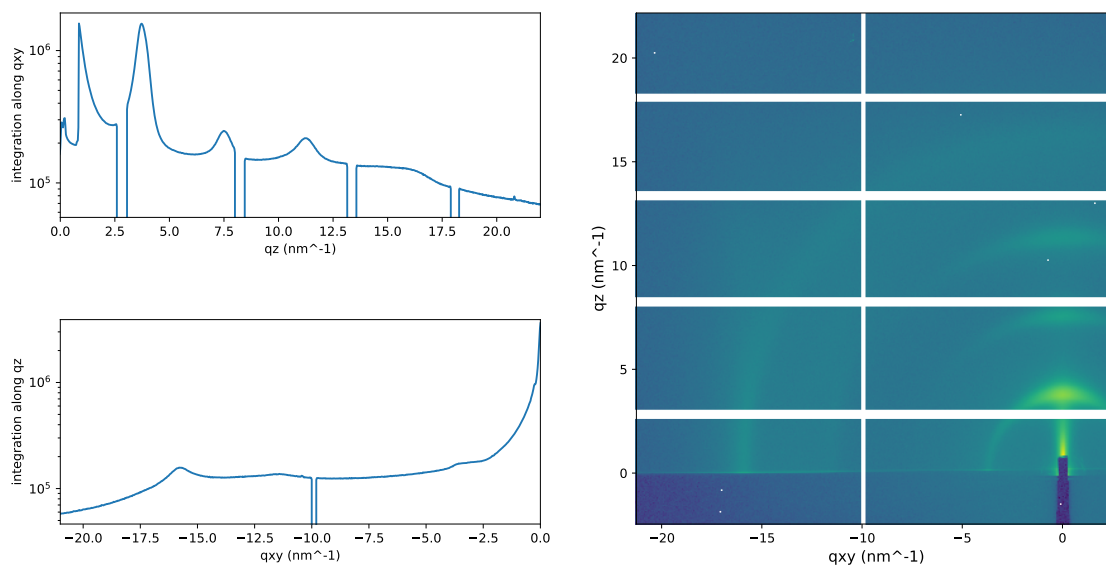 integration along qxy
10^6
10^5
0.0 2.5 5.0 7.5 10.0 12.5 15.0 17.5 20.0
qz (nm^-1)
integration along qz
10^6
10^5
−20.0 −17.5 −15.0 −12.5 −10.0 −7.5 −5.0 −2.5 0.0
qxy (nm^-1)
qz (nm^-1)
20
15
10
5
0
−20 −15 −10 −5 0
qxy (nm^-1)